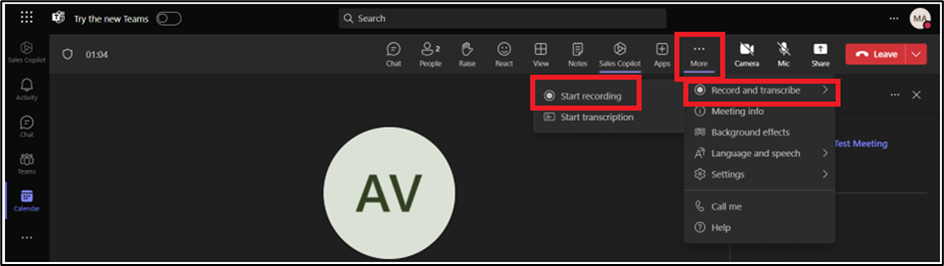 Try the new Teams
Search
MA
Sales Copilot
Activity
Chat
Teams
Calendar
01:04
Chat
People 2
Raise
React
View
Notes
Sales Copilot
Apps
More
Camera
Mic
Share
Leave
Start recording
Start transcription
Record and transcribe
Meeting info
Background effects
Language and speech
Settings
Call me
Help
Test Meeting
AV